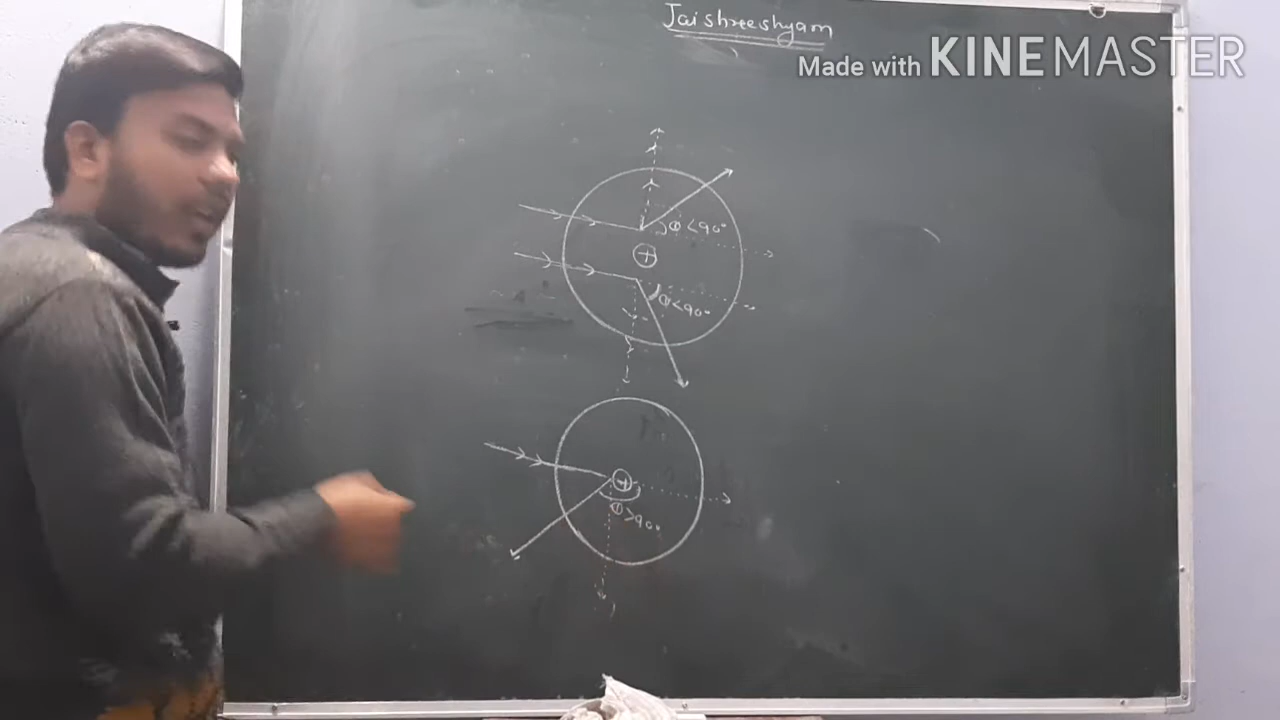 Jaishreeshyam
Made with KINEMASTER
Φ<90°
+
Φ<90°
+
Φ>90°